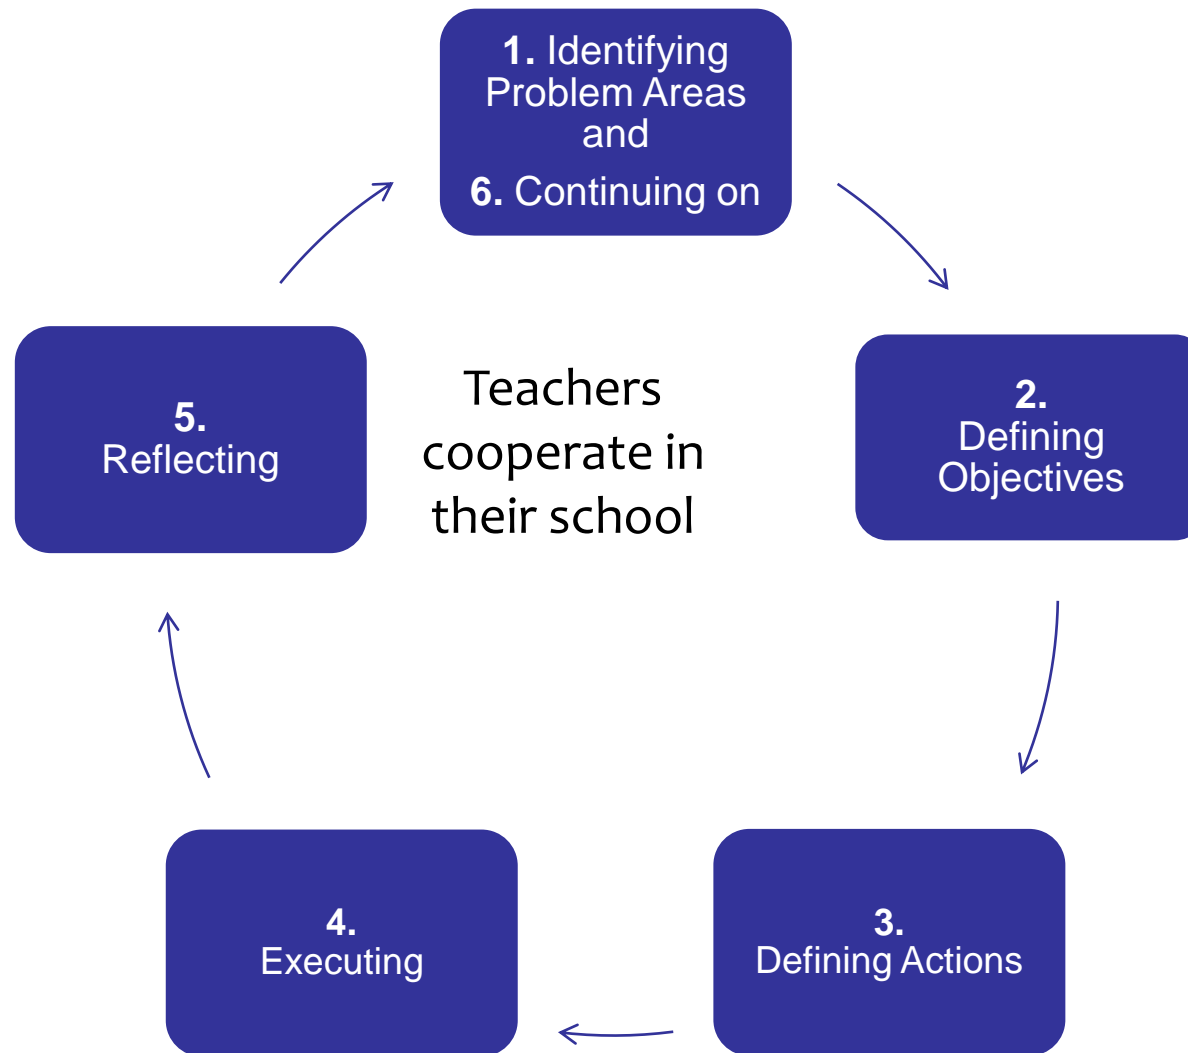 1. Identifying
Problem Areas
and
6. Continuing on
2.
Defining
Objectives
3.
Defining Actions
4.
Executing
5.
Reflecting
Teachers
cooperate in
their school